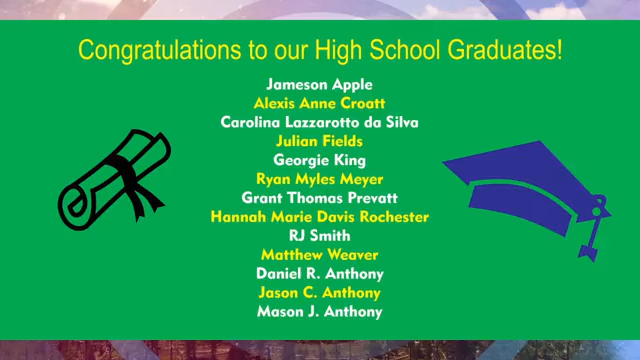 Congratulations to our High School Graduates!
Jameson Apple
Alexis Anne Croatt
Carolina Lazzarotto da Silva
Julian Fields
Georgie King
Ryan Myles Meyer
Grant Thomas Prevatt
Hannah Marie Davis Rochester
RJ Smith
Matthew Weaver
Daniel R. Anthony
Jason C. Anthony
Mason J. Anthony